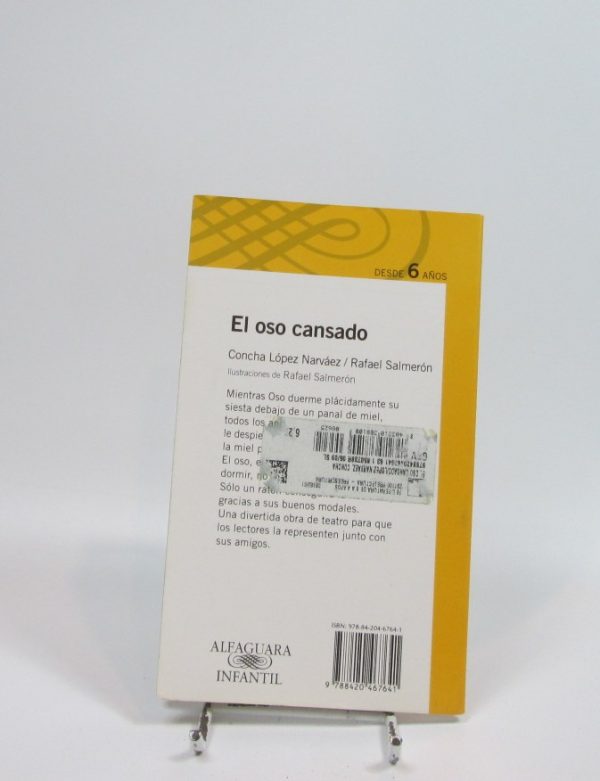 DESDE 6 AÑOS
El oso cansado
Concha López Narváez / Rafael Salmerón
Ilustraciones de Rafael Salmerón
Mientras Oso duerme plácidamente su
siesta debajo de un panal de miel,
todos los
le despie
la miel
El oso,
dormir,
Sólo un
gracias a sus buenos modales.
Una divertida obra de teatro para que
los lectores la representen junto con
sus amigos.
ISBN: 978-84-204-6764-1
ALFAGUARA
INFANTIL
9 788420 467641